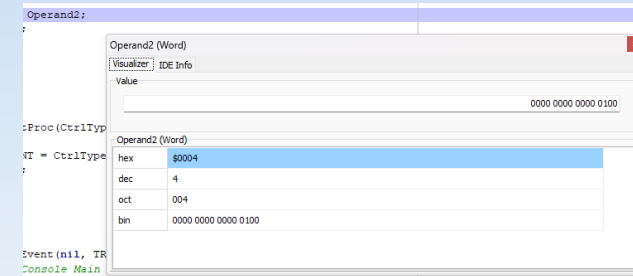 Operand2;
;
Operand2 (Word)
Visualizer IDE Info
Value
0000 0000 0000 0100
tProc(CtrlTyp
Operand2 (Word)
NT = CtrlType
hex $0004
;
dec 4
oct 004
bin 0000 0000 0000 0100
Event(nil, TR
Console Main